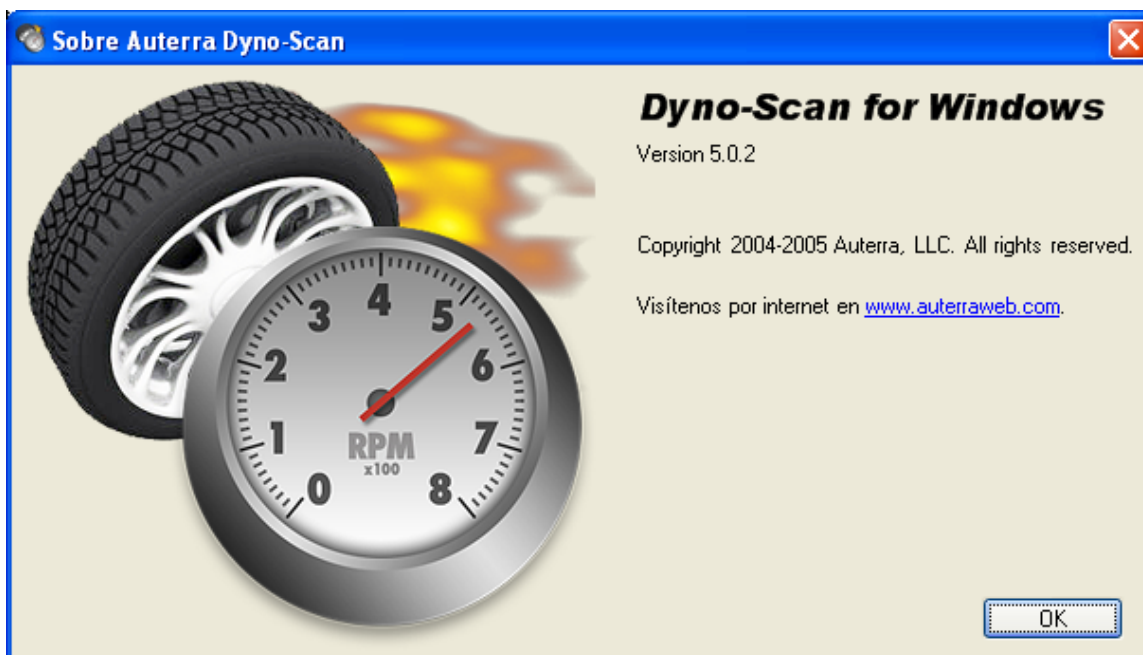 Sobre Auterra Dyno-Scan
Dyno-Scan for Windows
Version 5.0.2
Copyright 2004-2005 Auterra, LLC. All rights reserved.
Visítenos por internet en www.auterraweb.com.
0
1
2
3
4
5
6
7
8
RPM
x100
OK